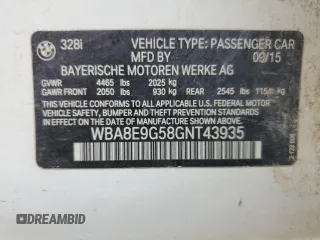 328i VEHICLE TYPE: PASSENGER CAR
MFD BY 09/15
BAYERISCHE MOTOREN WERKE AG
GVWR 4465 lbs 2025 kg
GAWR FRONT 2050 lbs 930 kg REAR 2545 lbs 1154 kg
THIS VEHICLE CONFORMS TO ALL APPLICABLE U.S. FEDERAL MOTOR
VEHICLE SAFETY, BUMPER, AND THEFT PREVENTION STANDARDS
IN EFFECT ON THE DATE OF MANUFACTURE SHOWN ABOVE.
WBA8E9G58GNT43935
DREAMBID
DREAMBID